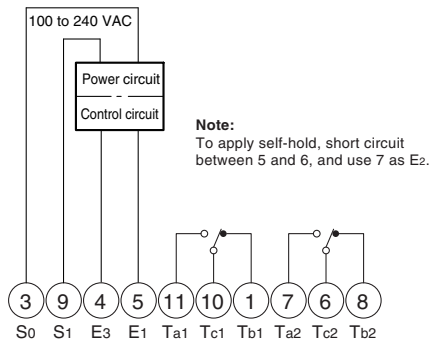 100 to 240 VAC
Power circuit
Control circuit
Note:
To apply self-hold, short circuit
between 5 and 6, and use 7 as E2.
3 9 4 5 11 10 1 7 6 8
S0 S1 E3 E1 Ta1 Tc1 Tb1 Ta2 Tc2 Tb2